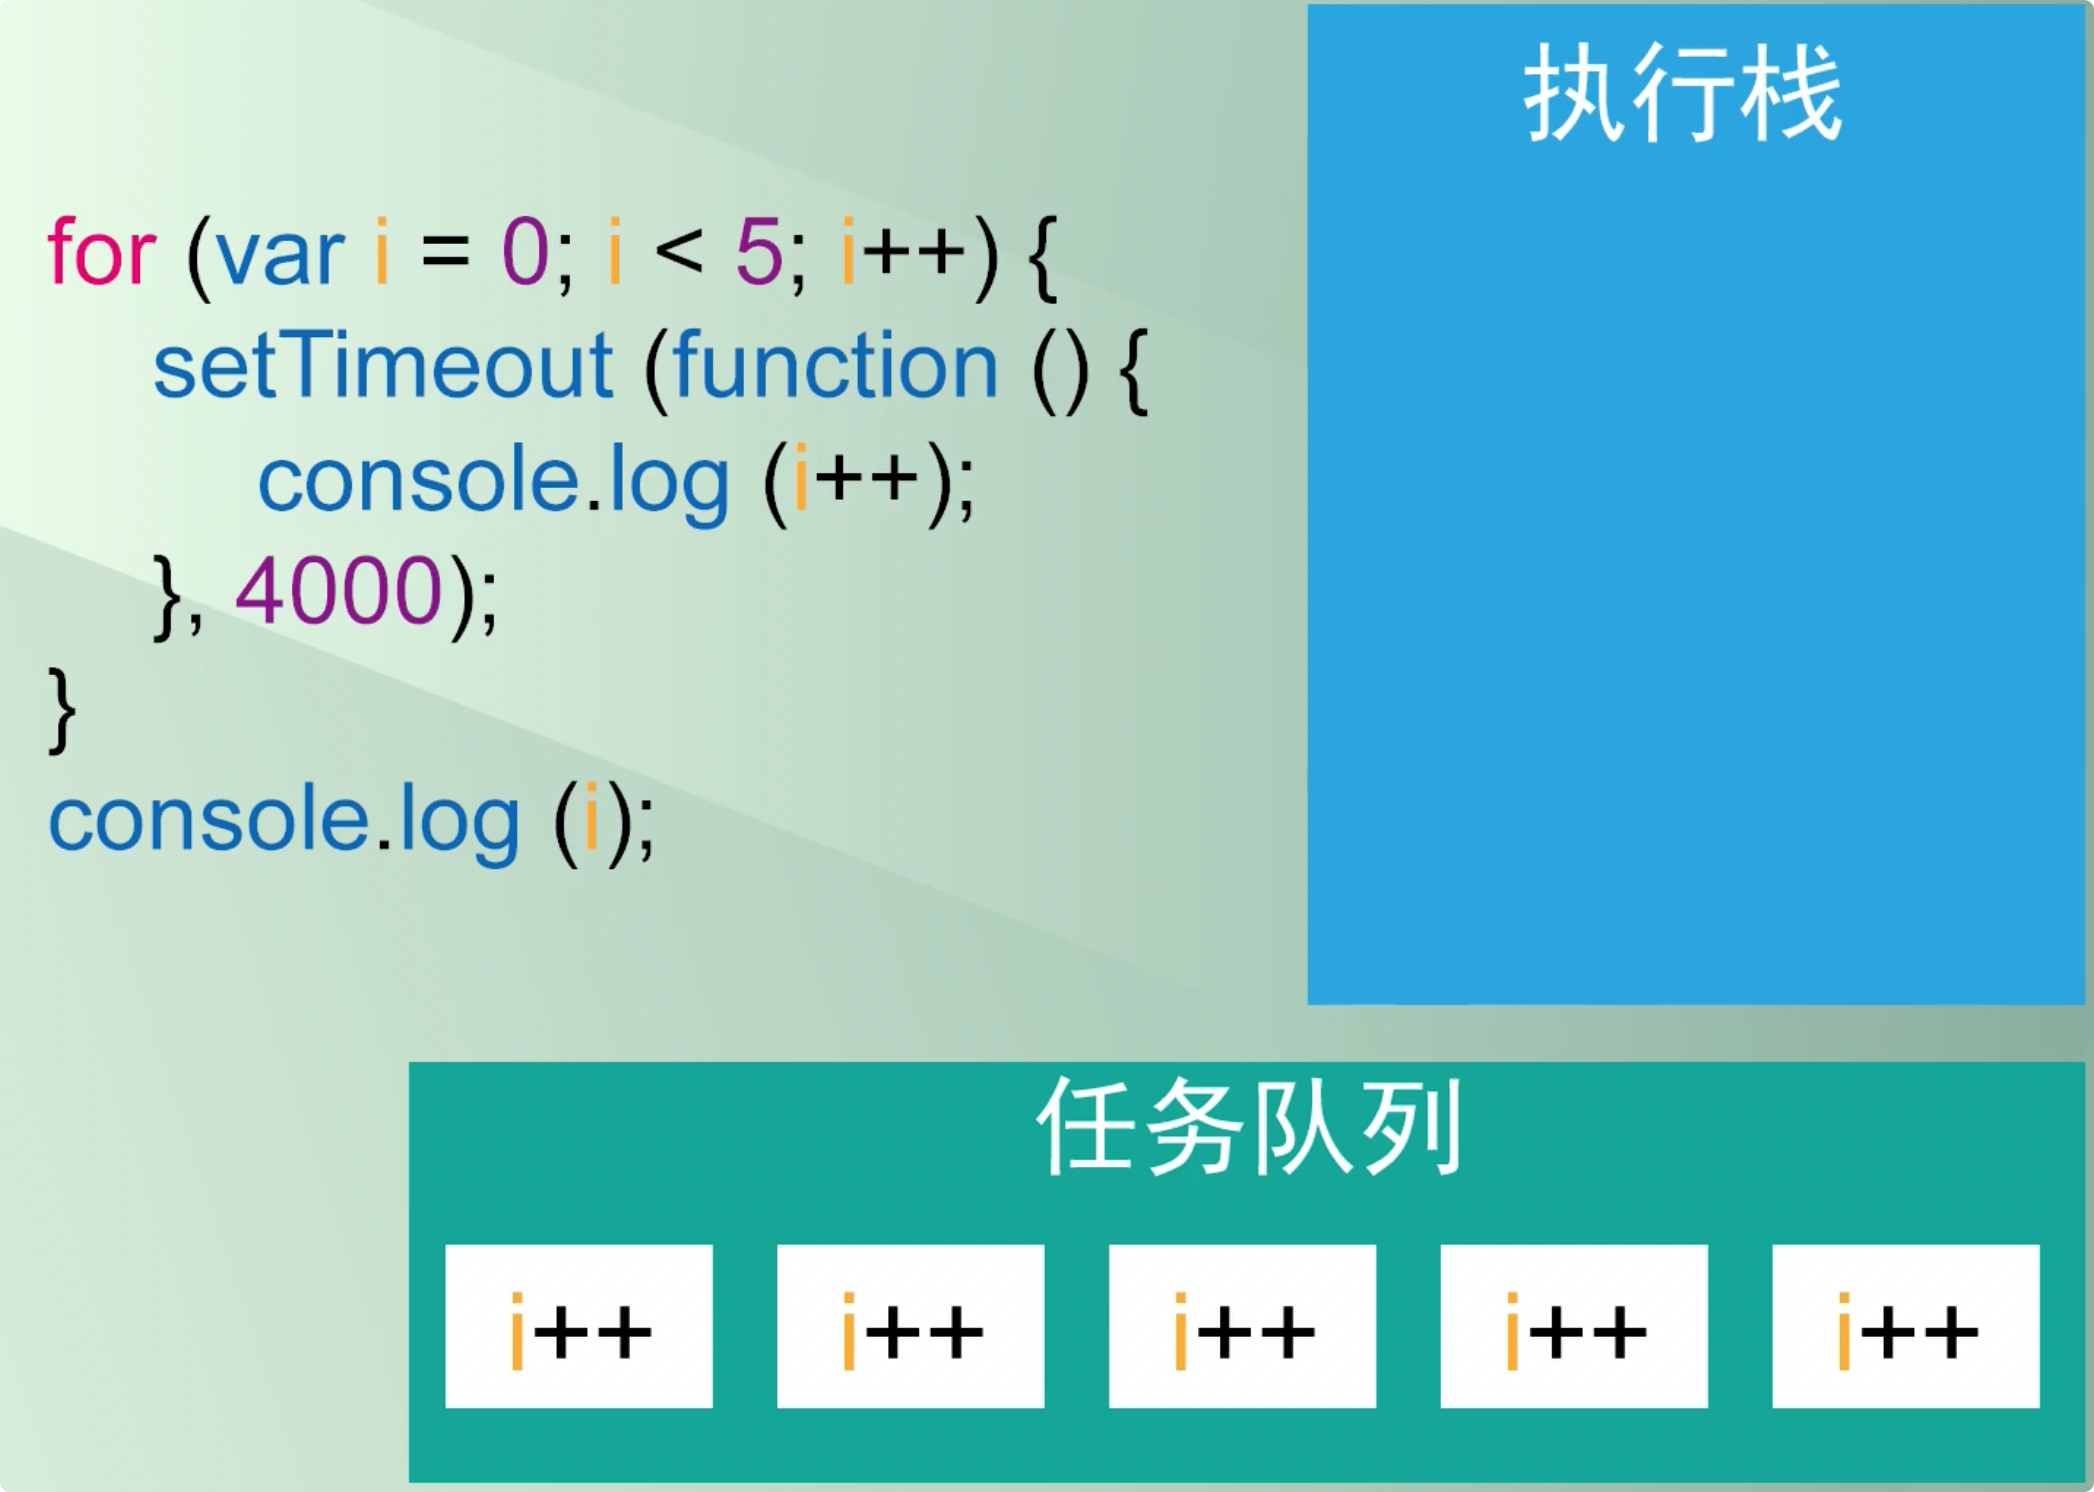 for (var i = 0; i < 5; i++) {
setTimeout (function () {
console.log (i++);
}, 4000);
}
console.log (i);
执行栈
任务队列
i++ i++ i++ i++ i++